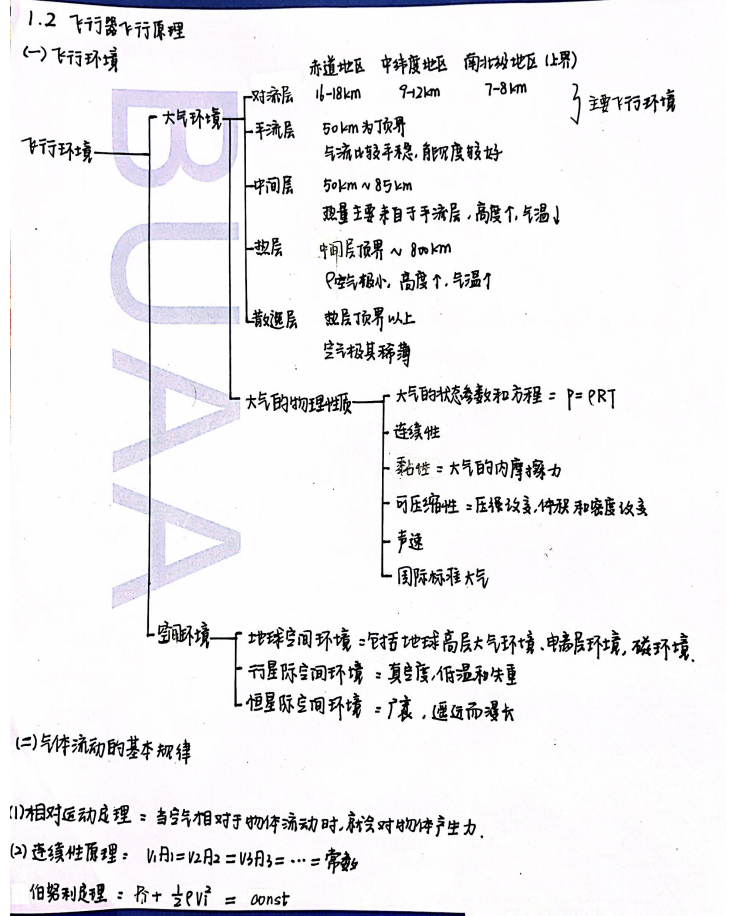 1.2 飞行器飞行原理
(一) 飞行环境
赤道地区 中纬度地区 南北极地区 (上界)
对流层 16-18km 9-12km 7-8km } 主要飞行环境
大气环境
平流层 50km为顶界
飞行环境
气流比较平稳,能见度较好
中间层 50km ~ 85km
热量主要来自于平流层,高度↑,气温↓
热层 中间层顶界 ~ 800km
ρ空气极小,高度↑,气温↑
散逸层 热层顶界以上
空气极其稀薄
大气的物理性质 大气的状态参数和方程: P=ρRT
连续性
黏性:大气的内摩擦力
可压缩性:压强改变,体积和密度改变
声速
国际标准大气
空间环境 地球空间环境:包括地球高层大气环境、电离层环境,磁环境.
行星际空间环境:真空度,低温和失重
恒星际空间环境:广袤,遥远而漫长
BUAA
(二) 气体流动的基本规律
(1) 相对运动定理:当空气相对于物体流动时,就会对物体产生力.
(2) 连续性原理: V1A1=V2A2=V3A3=…=常数
伯努利定理: Pi+½ρVi²=const